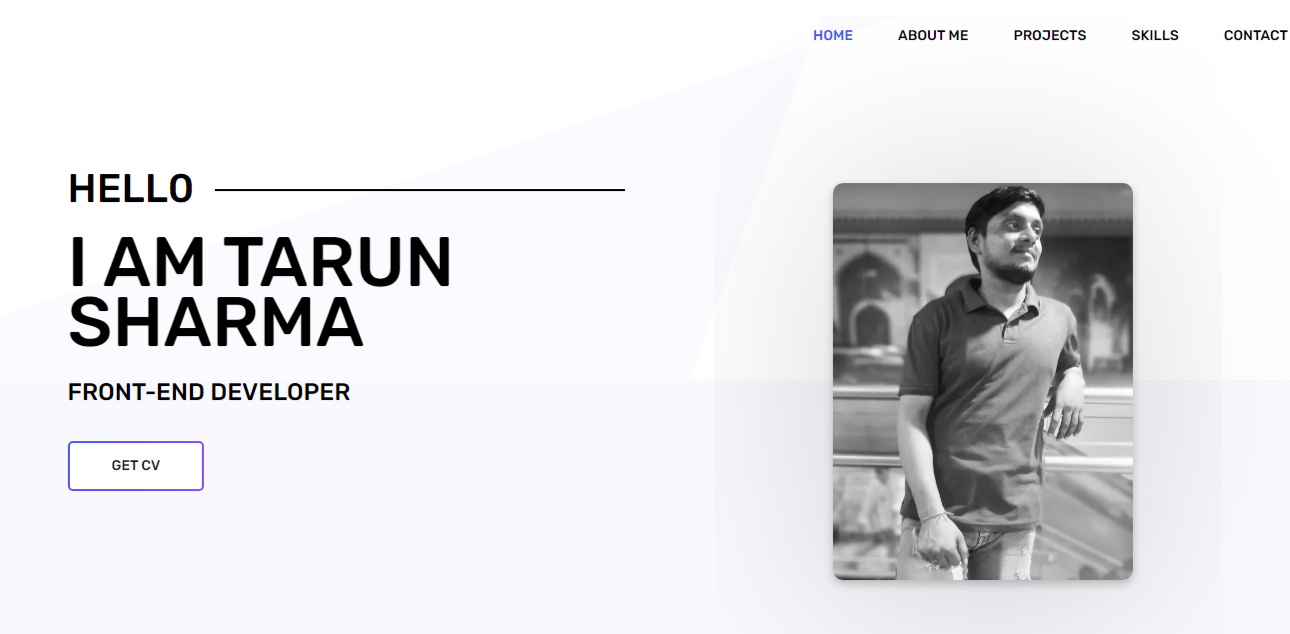 HOME ABOUT ME PROJECTS SKILLS CONTACT
HELLO
I AM TARUN
SHARMA
FRONT-END DEVELOPER
GET CV